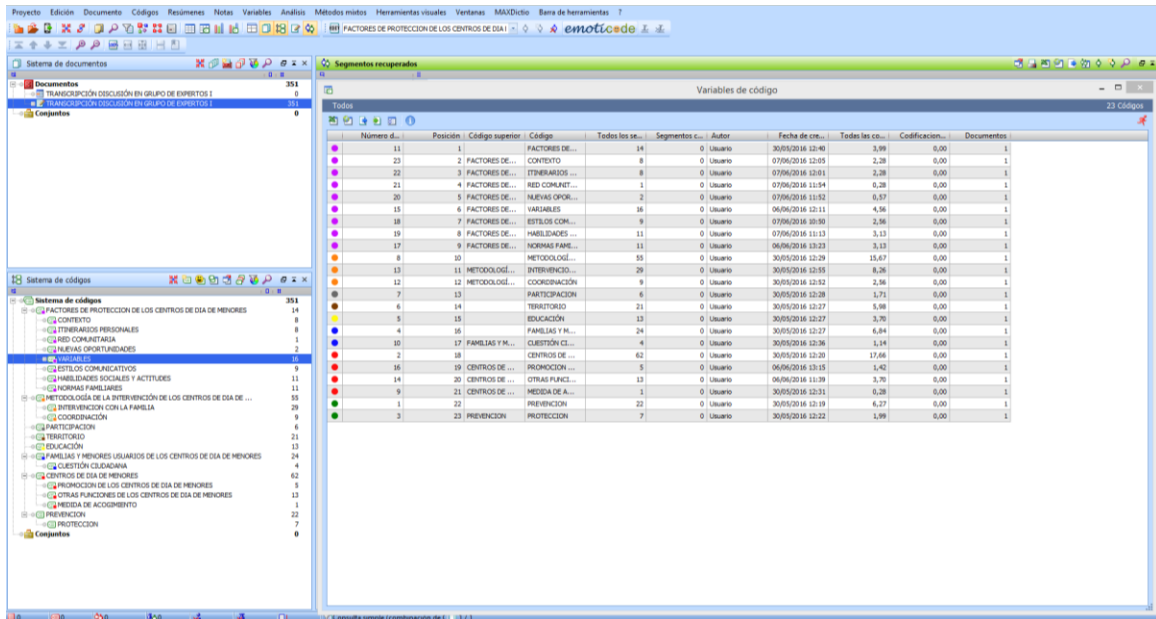 Proyecto Edición Documento Códigos Resúmenes Notas Variables Análisis Métodos mixtos Herramientas visuales Ventanas MAXDictio Barra de herramientas ?
FACTORES DE PROTECCION DE LOS CENTROS DE DIA I emoticode
Sistema de documentos
Documentos 351
TRANSCRIPCIÓN DISCUSIÓN EN GRUPO DE EXPERTOS I 0
TRANSCRIPCIÓN DISCUSIÓN EN GRUPO DE EXPERTOS I 351
Conjuntos 0
Sistema de códigos
Sistema de códigos 351
FACTORES DE PROTECCION DE LOS CENTROS DE DIA DE MENORES 14
CONTEXTO 8
ITINERARIOS PERSONALES 8
RED COMUNITARIA 1
NUEVAS OPORTUNIDADES 2
VARIABLES 16
ESTILOS COMUNICATIVOS 9
HABILIDADES SOCIALES Y ACTITUDES 11
NORMAS FAMILIARES 11
METODOLOGÍA DE LA INTERVENCIÓN DE LOS CENTROS DE DIA DE ... 55
INTERVENCION CON LA FAMILIA 29
COORDINACIÓN 9
PARTICIPACION 6
TERRITORIO 21
EDUCACIÓN 13
FAMILIAS Y MENORES USUARIOS DE LOS CENTROS DE DIA DE MENORES 24
CUESTIÓN CIUDADANA 4
CENTROS DE DIA DE MENORES 62
PROMOCION DE LOS CENTROS DE DIA DE MENORES 5
OTRAS FUNCIONES DE LOS CENTROS DE DIA DE MENORES 13
MEDIDA DE ACOGIMIENTO 1
PREVENCION 22
PROTECCION 7
Conjuntos 0
Segmentos recuperados
Variables de código
Todos 23 Códigos
Número d... Posición Código superior Código Todos los se... Segmentos c... Autor Fecha de cre... Todas las co... Codificacion... Documentos
11 1 FACTORES DE... 14 0 Usuario 30/05/2016 12:40 3,99 0,00 1
23 2 FACTORES DE... CONTEXTO 8 0 Usuario 07/06/2016 12:05 2,28 0,00 1
22 3 FACTORES DE... ITINERARIOS ... 8 0 Usuario 07/06/2016 12:01 2,28 0,00 1
21 4 FACTORES DE... RED COMUNIT... 1 0 Usuario 07/06/2016 11:54 0,28 0,00 1
20 5 FACTORES DE... NUEVAS OPOR... 2 0 Usuario 07/06/2016 11:52 0,57 0,00 1
15 6 FACTORES DE... VARIABLES 16 0 Usuario 06/06/2016 12:11 4,56 0,00 1
18 7 FACTORES DE... ESTILOS COM... 9 0 Usuario 07/06/2016 10:50 2,56 0,00 1
19 8 FACTORES DE... HABILIDADES ... 11 0 Usuario 07/06/2016 11:13 3,13 0,00 1
17 9 FACTORES DE... NORMAS FAMI... 11 0 Usuario 06/06/2016 13:23 3,13 0,00 1
8 10 METODOLOGÍ... 55 0 Usuario 30/05/2016 12:29 15,67 0,00 1
13 11 METODOLOGÍ... INTERVENCIO... 29 0 Usuario 30/05/2016 12:55 8,26 0,00 1
12 12 METODOLOGÍ... COORDINACIÓN 9 0 Usuario 30/05/2016 12:52 2,56 0,00 1
7 13 PARTICIPACION 6 0 Usuario 30/05/2016 12:28 1,71 0,00 1
6 14 TERRITORIO 21 0 Usuario 30/05/2016 12:27 5,98 0,00 1
5 15 EDUCACIÓN 13 0 Usuario 30/05/2016 12:27 3,70 0,00 1
4 16 FAMILIAS Y M... 24 0 Usuario 30/05/2016 12:27 6,84 0,00 1
10 17 FAMILIAS Y M... CUESTIÓN CI... 4 0 Usuario 30/05/2016 12:36 1,14 0,00 1
2 18 CENTROS DE ... 62 0 Usuario 30/05/2016 12:20 17,66 0,00 1
16 19 CENTROS DE ... PROMOCION ... 5 0 Usuario 06/06/2016 13:15 1,42 0,00 1
14 20 CENTROS DE ... OTRAS FUNCI... 13 0 Usuario 06/06/2016 11:39 3,70 0,00 1
9 21 CENTROS DE ... MEDIDA DE A... 1 0 Usuario 30/05/2016 12:31 0,28 0,00 1
1 22 PREVENCION 22 0 Usuario 30/05/2016 12:19 6,27 0,00 1
3 23 PREVENCION PROTECCION 7 0 Usuario 30/05/2016 12:22 1,99 0,00 1